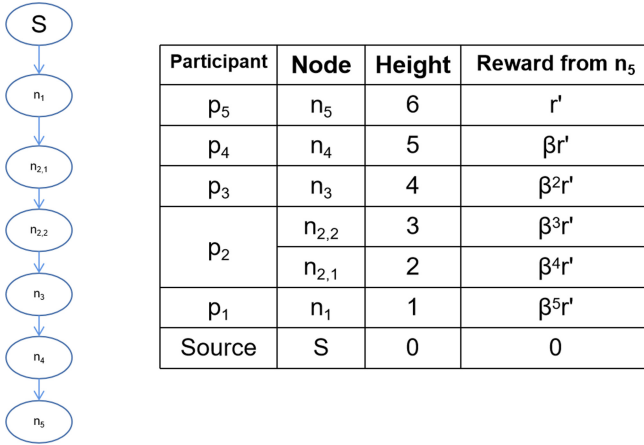 S
n1
n2,1
n2,2
n3
n4
n5
Participant Node Height Reward from n5
p5 n5 6 r'
p4 n4 5 βr'
p3 n3 4 β²r'
p2 n2,2 3 β³r'
n2,1 2 β⁴r'
p1 n1 1 β⁵r'
Source S 0 0